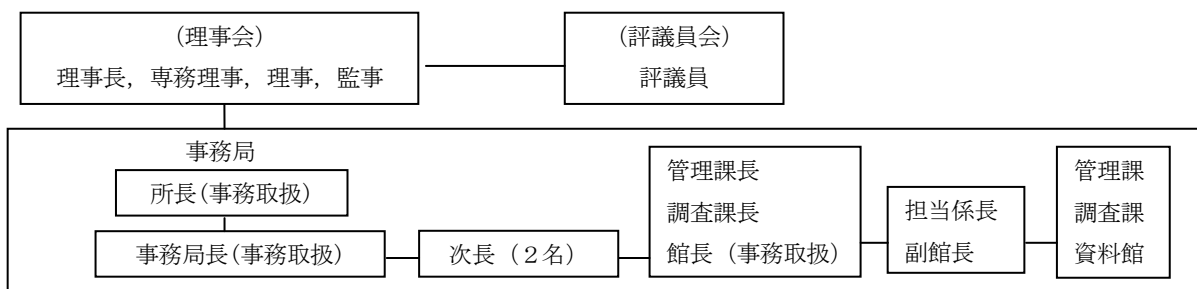 (理事会)
理事長，専務理事，理事，監事
(評議員会)
評議員
事務局
所長(事務取扱)
事務局長(事務取扱)
次長（２名）
管理課長
調査課長
館長（事務取扱）
担当係長
副館長
管理課
調査課
資料館